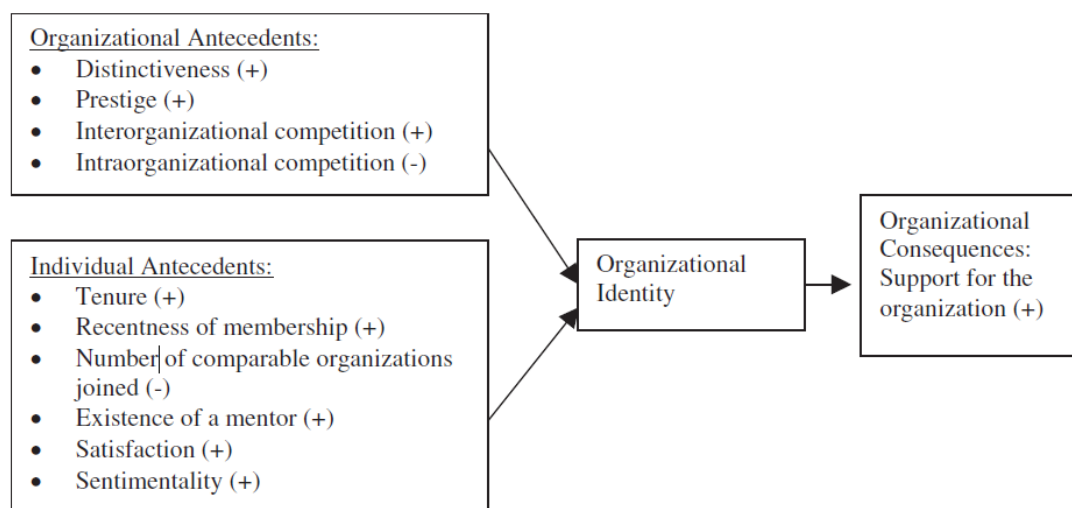 Organizational Antecedents:
• Distinctiveness (+)
• Prestige (+)
• Interorganizational competition (+)
• Intraorganizational competition (-)
Individual Antecedents:
• Tenure (+)
• Recentness of membership (+)
• Number of comparable organizations
joined (-)
• Existence of a mentor (+)
• Satisfaction (+)
• Sentimentality (+)
Organizational
Identity
Organizational
Consequences:
Support for the
organization (+)